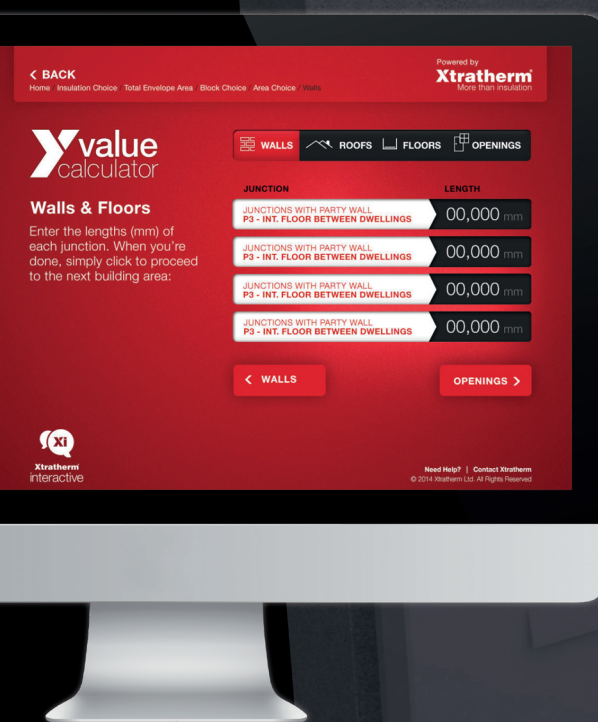 < BACK
Home / Insulation Choice / Total Envelope Area / Block Choice / Area Choice / Walls
Powered by
Xtratherm
More than insulation
Yvalue
calculator
WALLS ROOFS FLOORS OPENINGS
Walls & Floors
Enter the lengths (mm) of
each junction. When you're
done, simply click to proceed
to the next building area:
JUNCTION LENGTH
JUNCTIONS WITH PARTY WALL
P3 - INT. FLOOR BETWEEN DWELLINGS 00,000 mm
JUNCTIONS WITH PARTY WALL
P3 - INT. FLOOR BETWEEN DWELLINGS 00,000 mm
JUNCTIONS WITH PARTY WALL
P3 - INT. FLOOR BETWEEN DWELLINGS 00,000 mm
JUNCTIONS WITH PARTY WALL
P3 - INT. FLOOR BETWEEN DWELLINGS 00,000 mm
< WALLS
OPENINGS >
Xi
Xtratherm
interactive
Need Help? | Contact Xtratherm
© 2014 Xtratherm Ltd. All Rights Reserved